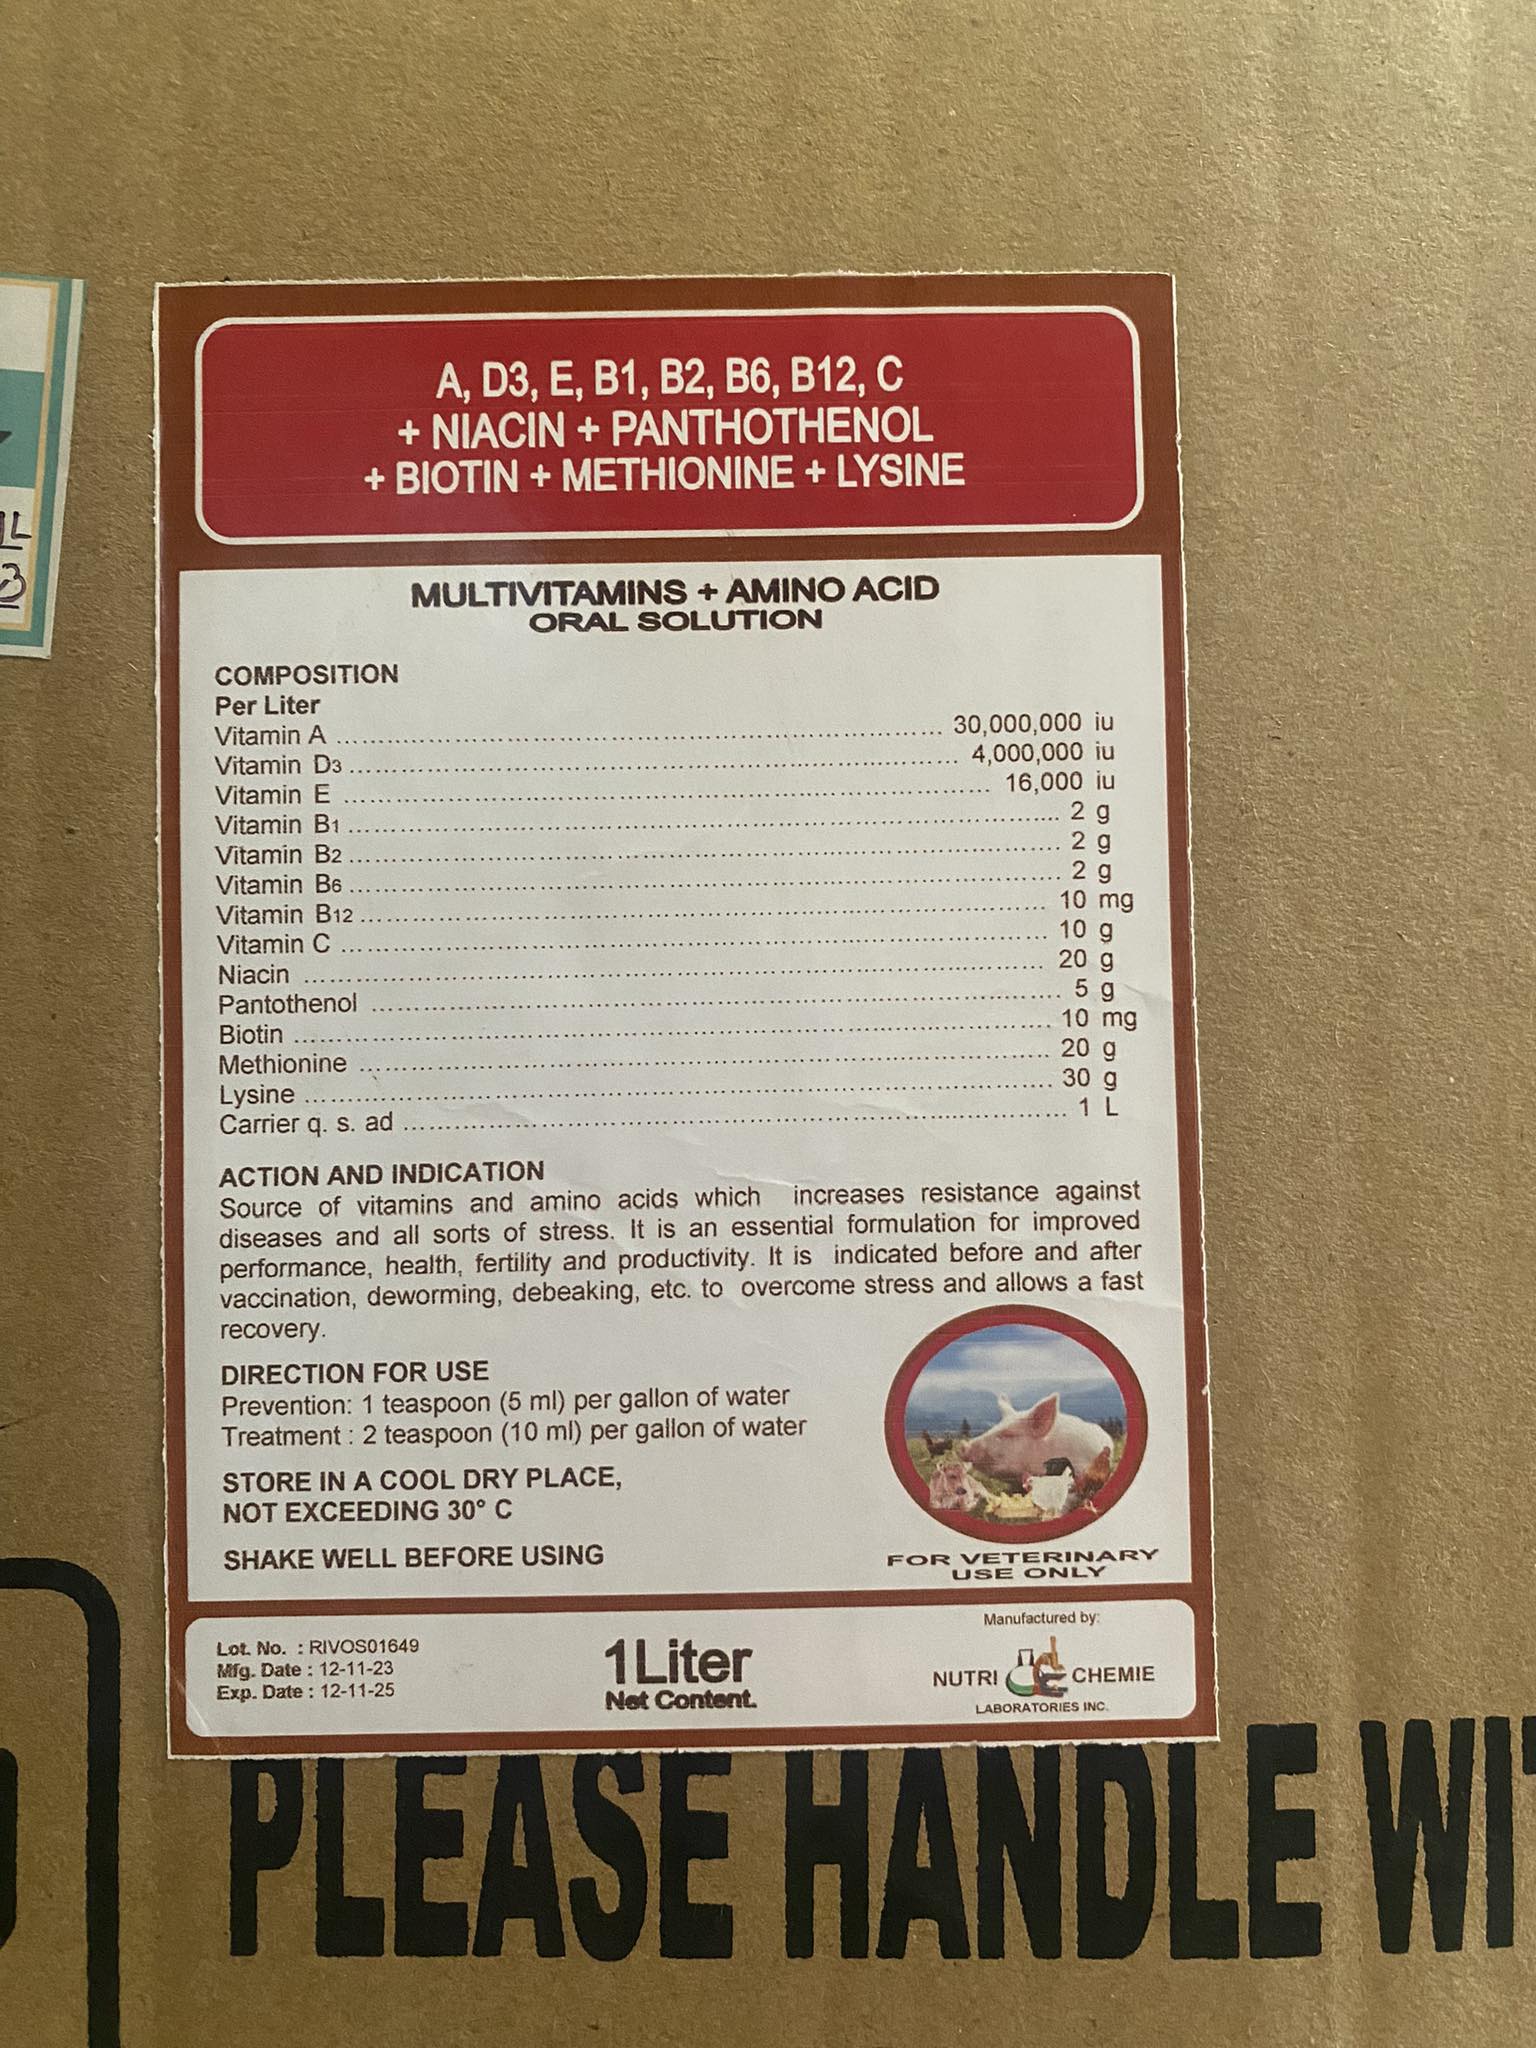 A, D3, E, B1, B2, B6, B12, C
+ NIACIN + PANTHOTHENOL
+ BIOTIN + METHIONINE + LYSINE
MULTIVITAMINS + AMINO ACID
ORAL SOLUTION
COMPOSITION
Per Liter
Vitamin A 30,000,000 iu
Vitamin D3 4,000,000 iu
Vitamin E 16,000 iu
Vitamin B1 2 g
Vitamin B2 2 g
Vitamin B6 2 g
Vitamin B12 10 mg
Vitamin C 10 g
Niacin 20 g
Pantothenol 5 g
Biotin 10 mg
Methionine 20 g
Lysine 30 g
Carrier q. s. ad 1 L
ACTION AND INDICATION
Source of vitamins and amino acids which increases resistance against
diseases and all sorts of stress. It is an essential formulation for improved
performance, health, fertility and productivity. It is indicated before and after
vaccination, deworming, debeaking, etc. to overcome stress and allows a fast
recovery.
DIRECTION FOR USE
Prevention: 1 teaspoon (5 ml) per gallon of water
Treatment : 2 teaspoon (10 ml) per gallon of water
STORE IN A COOL DRY PLACE,
NOT EXCEEDING 30° C
SHAKE WELL BEFORE USING
FOR VETERINARY
USE ONLY
Lot. No. : RIVOS01649
Mfg. Date : 12-11-23
Exp. Date : 12-11-25
1 Liter
Net Content.
Manufactured by:
NUTRI CHEMIE
LABORATORIES INC.
PLEASE HANDLE WI